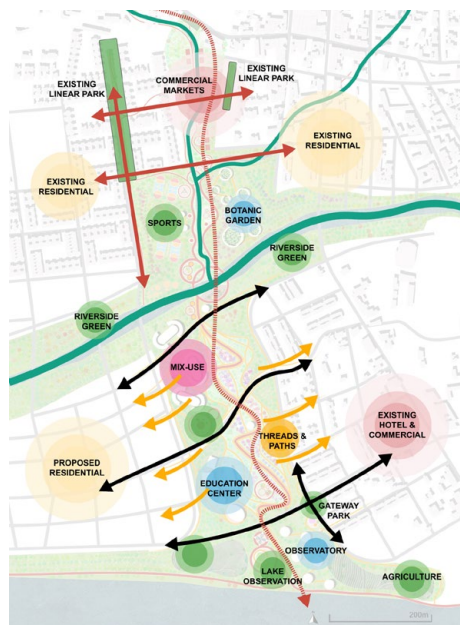 EXISTING
LINEAR PARK
COMMERCIAL
MARKETS
EXISTING
LINEAR PARK
EXISTING
RESIDENTIAL
EXISTING
RESIDENTIAL
SPORTS
BOTANIC
GARDEN
RIVERSIDE
GREEN
RIVERSIDE
GREEN
MIX-USE
EXISTING
HOTEL &
COMMERCIAL
THREADS &
PATHS
PROPOSED
RESIDENTIAL
EDUCATION
CENTER
GATEWAY
PARK
OBSERVATORY
LAKE
OBSERVATION
AGRICULTURE
200m